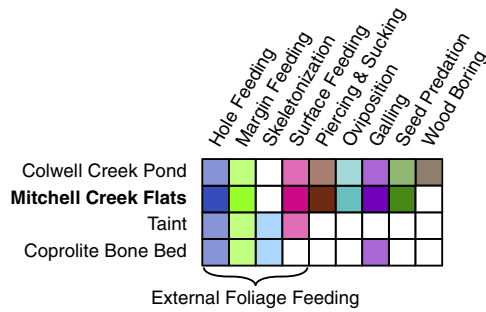 Hole Feeding
Margin Feeding
Skeletonization
Surface Feeding
Piercing & Sucking
Oviposition
Galling
Seed Predation
Wood Boring
Colwell Creek Pond
Mitchell Creek Flats
Taint
Coprolite Bone Bed
External Foliage Feeding